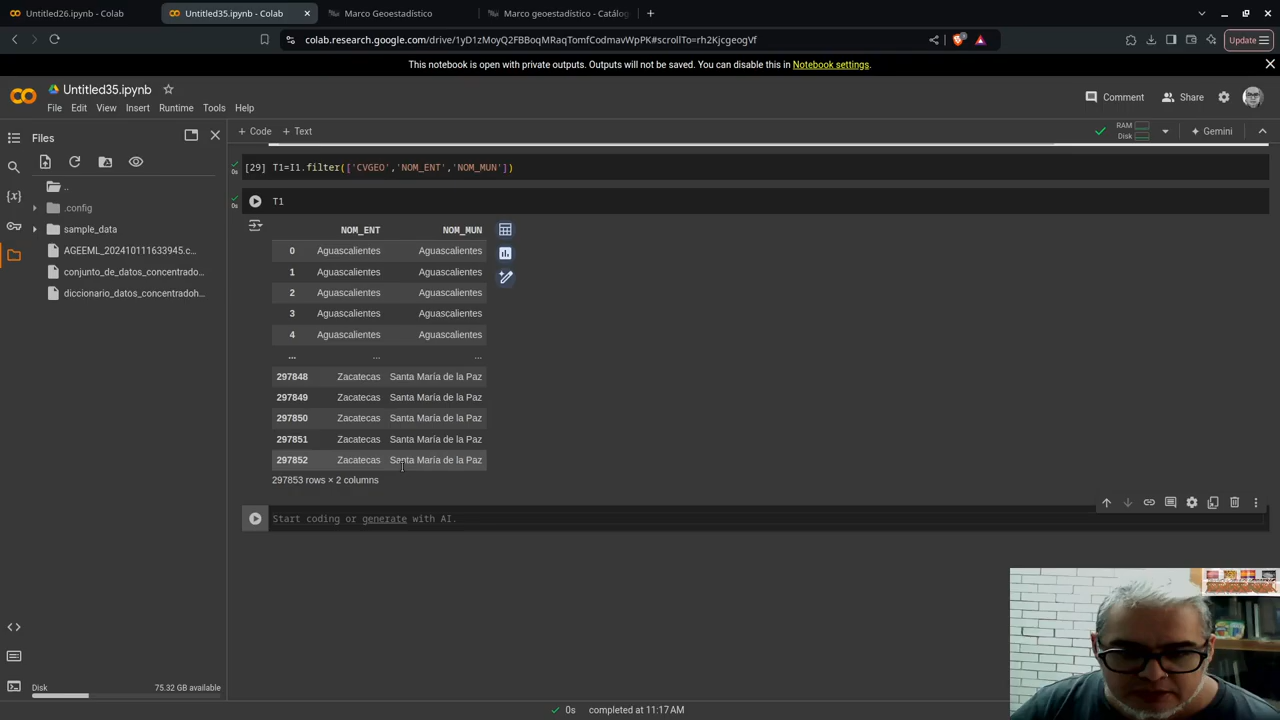 Untitled26.ipynb - Colab
Untitled35.ipynb - Colab
Marco Geoestadístico
Marco geoestadístico - Catálog
colab.research.google.com/drive/1yD1zMoyQ2FBBoqMRaqTomfCodmavWpPK#scrollTo=rh2Kjcgeogvf
Update
This notebook is open with private outputs. Outputs will not be saved. You can disable this in Notebook settings.
Untitled35.ipynb
File Edit View Insert Runtime Tools Help
Comment
Share
Files
+ Code + Text
RAM
Disk
Gemini
..
.config
sample_data
AGEEML_202410111633945.c...
conjunto_de_datos_concentrado...
diccionario_datos_concentradoh...
0s
[29] T1=I1.filter(['CVGEO','NOM_ENT','NOM_MUN'])
0s
T1
NOM_ENT NOM_MUN
0 Aguascalientes Aguascalientes
1 Aguascalientes Aguascalientes
2 Aguascalientes Aguascalientes
3 Aguascalientes Aguascalientes
4 Aguascalientes Aguascalientes
... ... ...
297848 Zacatecas Santa María de la Paz
297849 Zacatecas Santa María de la Paz
297850 Zacatecas Santa María de la Paz
297851 Zacatecas Santa María de la Paz
297852 Zacatecas Santa María de la Paz
297853 rows × 2 columns
Start coding or generate with AI.
Disk
75.32 GB available
0s completed at 11:17AM